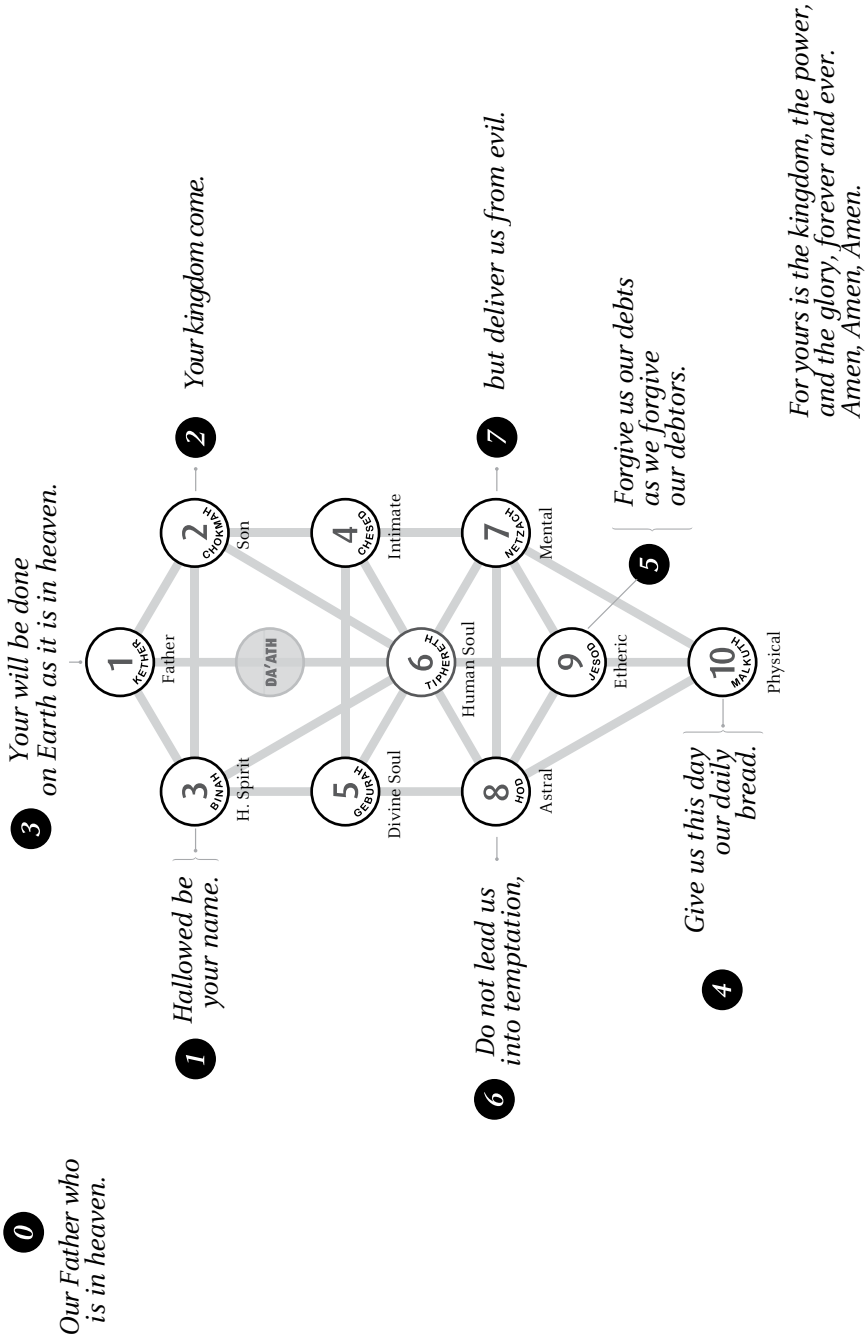 0
Our Father who
is in heaven.
3
Your will be done
on Earth as it is in heaven.
1
KETHER
Father
1
Hallowed be
your name.
3
BINAH
H. Spirit
2
CHOKMAH
Son
2
Your kingdom come.
DA'ATH
5
GEBURAH
Divine Soul
4
CHESED
Intimate
6
TIPHERETH
Human Soul
6
Do not lead us
into temptation,
8
HOD
Astral
7
NETZACH
Mental
7
but deliver us from evil.
9
JESOD
Etheric
5
Forgive us our debts
as we forgive
our debtors.
4
Give us this day
our daily
bread.
10
MALKUTH
Physical
For yours is the kingdom, the power,
and the glory, forever and ever.
Amen, Amen, Amen.